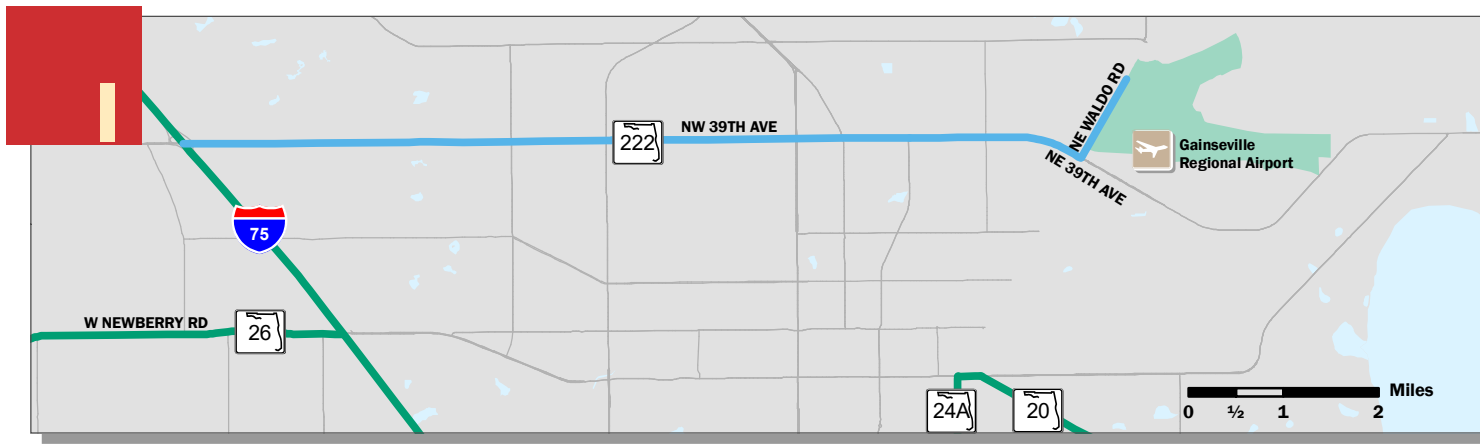 NE WALDO RD
222
NW 39TH AVE
Gainseville
Regional Airport
NE 39TH AVE
75
W NEWBERRY RD
26
24A
20
Miles
0 ½ 1 2